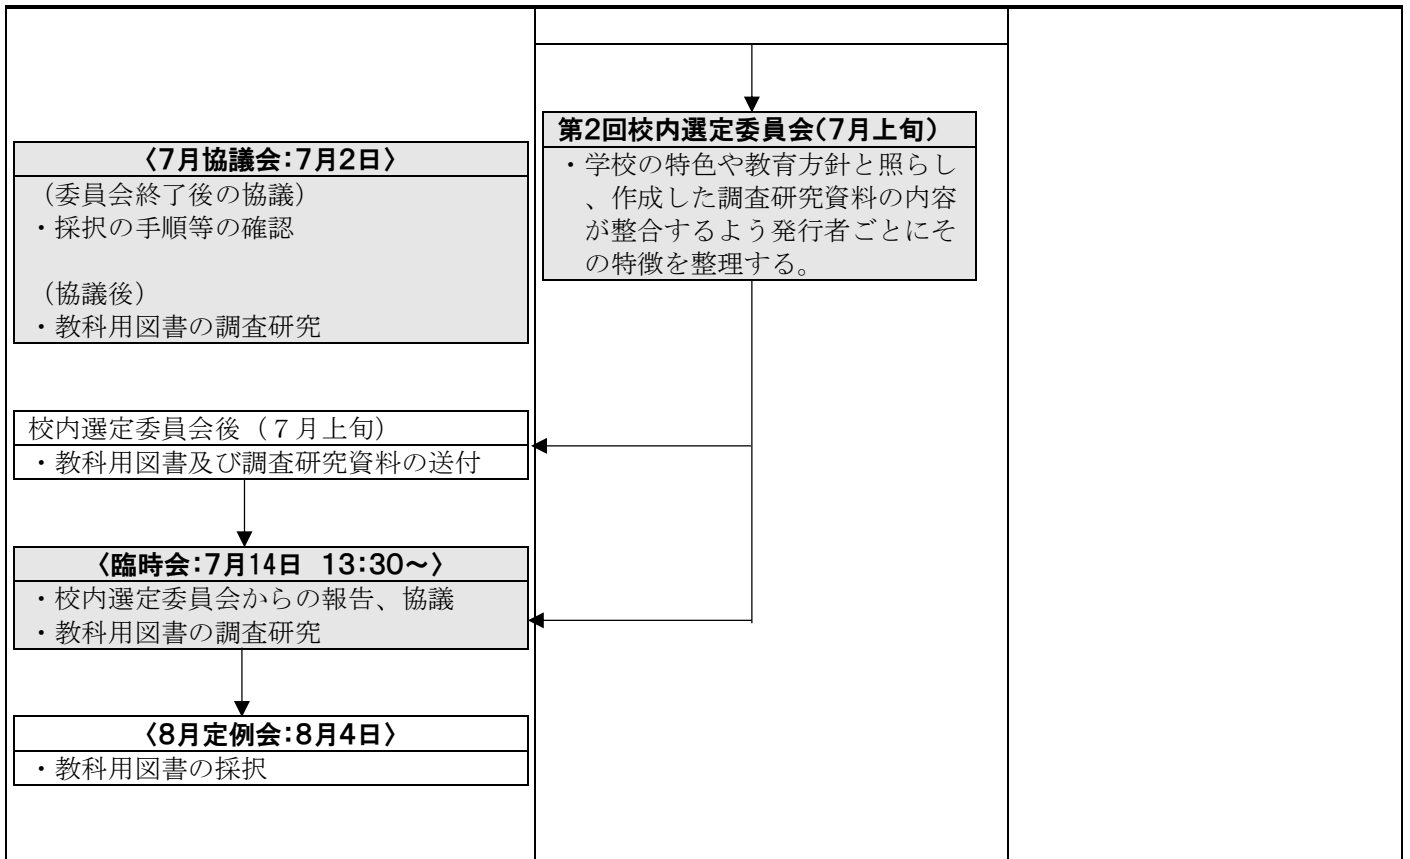 〈7月協議会:7月2日〉
（委員会終了後の協議）
・採択の手順等の確認
（協議後）
・教科用図書の調査研究
校内選定委員会後（７月上旬）
・教科用図書及び調査研究資料の送付
〈臨時会:7月14日　13:30～〉
・校内選定委員会からの報告、協議
・教科用図書の調査研究
〈8月定例会:8月4日〉
・教科用図書の採択
第2回校内選定委員会(7月上旬)
・学校の特色や教育方針と照らし
、作成した調査研究資料の内容
が整合するよう発行者ごとにそ
の特徴を整理する。